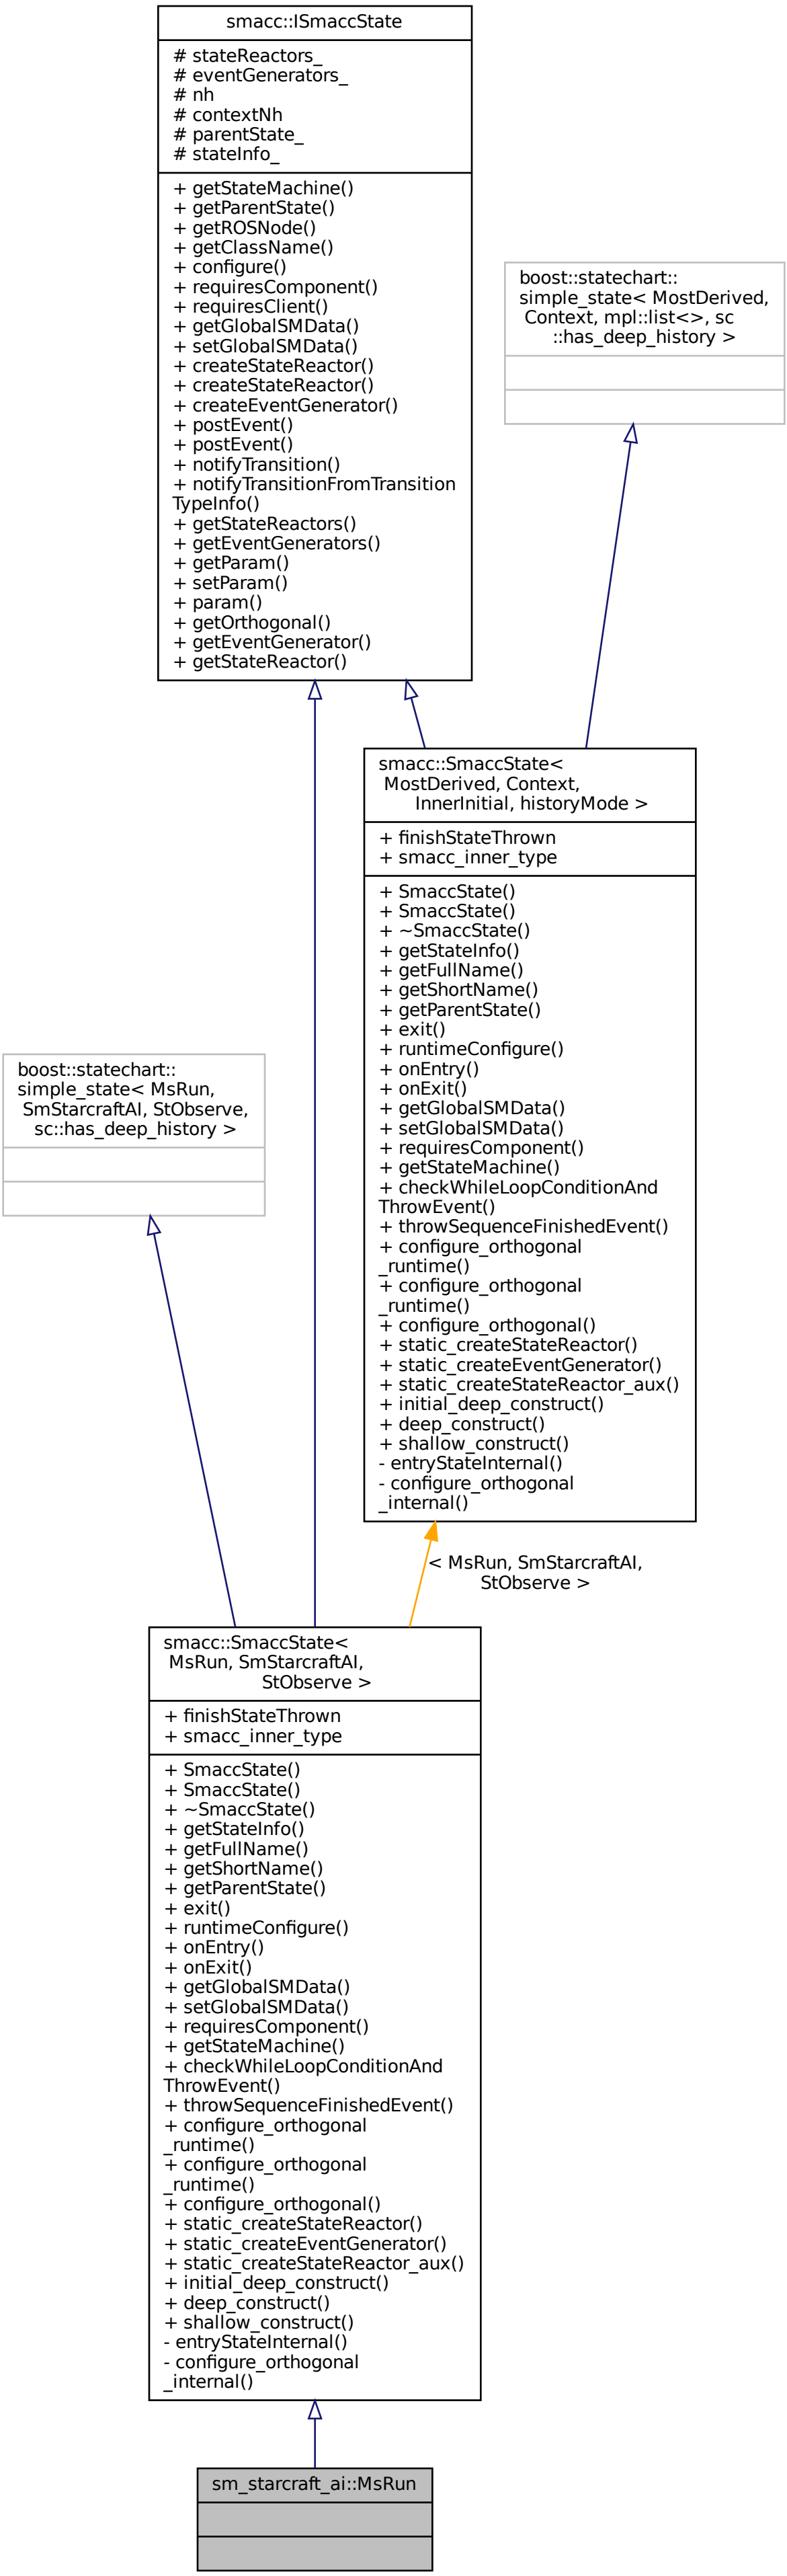 smacc::ISmaccState
# stateReactors_
# eventGenerators_
# nh
# contextNh
# parentState_
# stateInfo_
+ getStateMachine()
+ getParentState()
+ getROSNode()
+ getClassName()
+ configure()
+ requiresComponent()
+ requiresClient()
+ getGlobalSMData()
+ setGlobalSMData()
+ createStateReactor()
+ createStateReactor()
+ createEventGenerator()
+ postEvent()
+ postEvent()
+ notifyTransition()
+ notifyTransitionFromTransition
TypeInfo()
+ getStateReactors()
+ getEventGenerators()
+ getParam()
+ setParam()
+ param()
+ getOrthogonal()
+ getEventGenerator()
+ getStateReactor()
boost::statechart::
simple_state< MostDerived,
Context, mpl::list<>, sc
::has_deep_history >
smacc::SmaccState<
MostDerived, Context,
InnerInitial, historyMode >
+ finishStateThrown
+ smacc_inner_type
+ SmaccState()
+ SmaccState()
+ ~SmaccState()
+ getStateInfo()
+ getFullName()
+ getShortName()
+ getParentState()
+ exit()
+ runtimeConfigure()
+ onEntry()
+ onExit()
+ getGlobalSMData()
+ setGlobalSMData()
+ requiresComponent()
+ getStateMachine()
+ checkWhileLoopConditionAnd
ThrowEvent()
+ throwSequenceFinishedEvent()
+ configure_orthogonal
_runtime()
+ configure_orthogonal
_runtime()
+ configure_orthogonal()
+ static_createStateReactor()
+ static_createEventGenerator()
+ static_createStateReactor_aux()
+ initial_deep_construct()
+ deep_construct()
+ shallow_construct()
- entryStateInternal()
- configure_orthogonal
_internal()
boost::statechart::
simple_state< MsRun,
SmStarcraftAI, StObserve,
sc::has_deep_history >
< MsRun, SmStarcraftAI,
StObserve >
smacc::SmaccState<
MsRun, SmStarcraftAI,
StObserve >
+ finishStateThrown
+ smacc_inner_type
+ SmaccState()
+ SmaccState()
+ ~SmaccState()
+ getStateInfo()
+ getFullName()
+ getShortName()
+ getParentState()
+ exit()
+ runtimeConfigure()
+ onEntry()
+ onExit()
+ getGlobalSMData()
+ setGlobalSMData()
+ requiresComponent()
+ getStateMachine()
+ checkWhileLoopConditionAnd
ThrowEvent()
+ throwSequenceFinishedEvent()
+ configure_orthogonal
_runtime()
+ configure_orthogonal
_runtime()
+ configure_orthogonal()
+ static_createStateReactor()
+ static_createEventGenerator()
+ static_createStateReactor_aux()
+ initial_deep_construct()
+ deep_construct()
+ shallow_construct()
- entryStateInternal()
- configure_orthogonal
_internal()
sm_starcraft_ai::MsRun